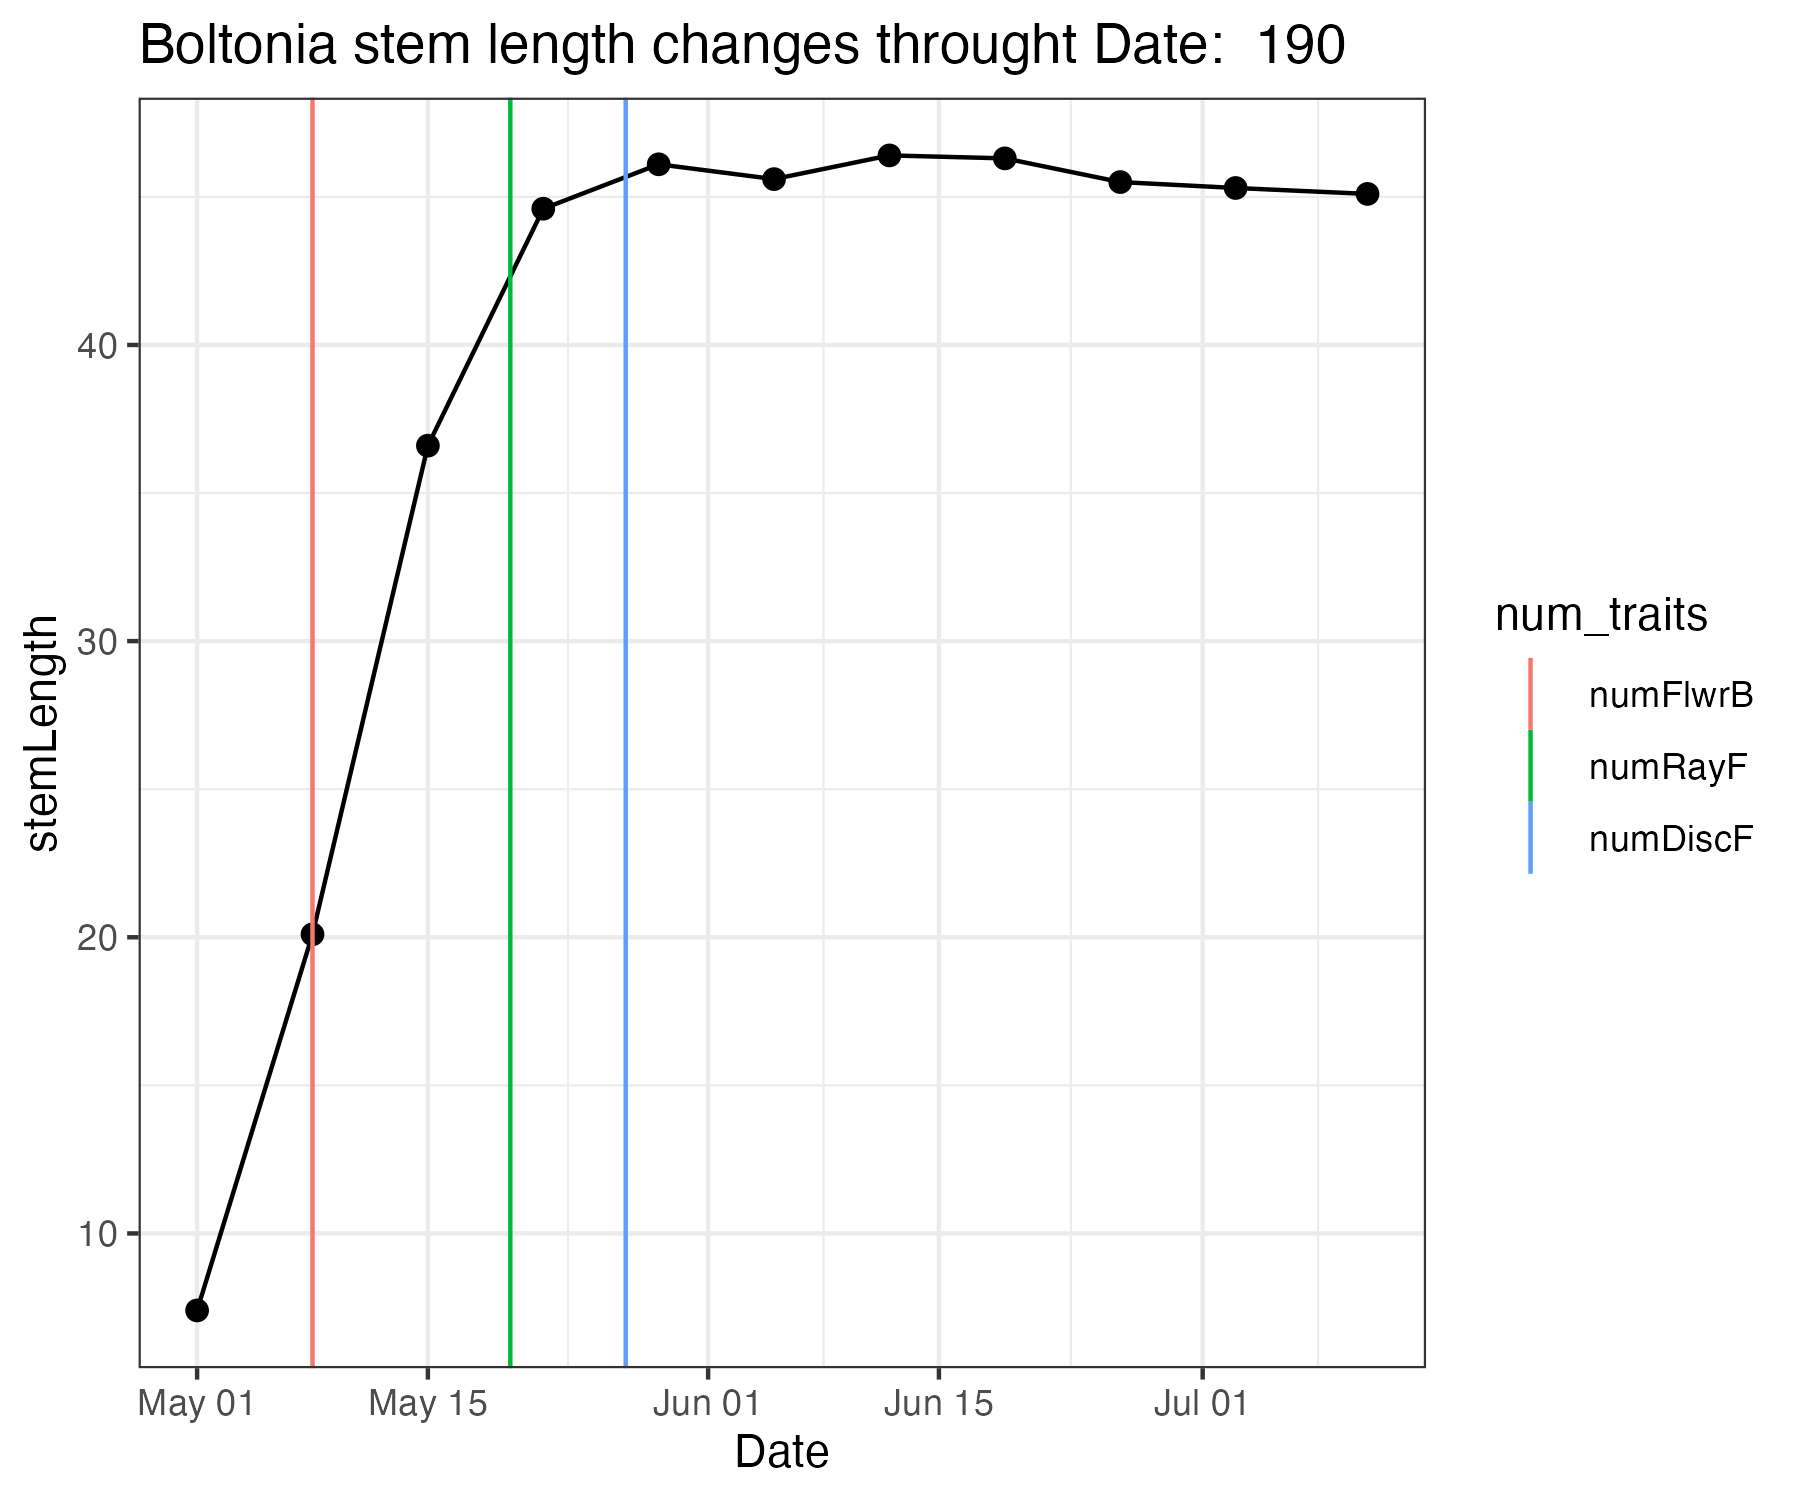 Boltonia stem length changes throught Date:  190
stemLength
40
30
20
10
May 01
May 15
Jun 01
Jun 15
Jul 01
Date
num_traits
numFlwrB
numRayF
numDiscF